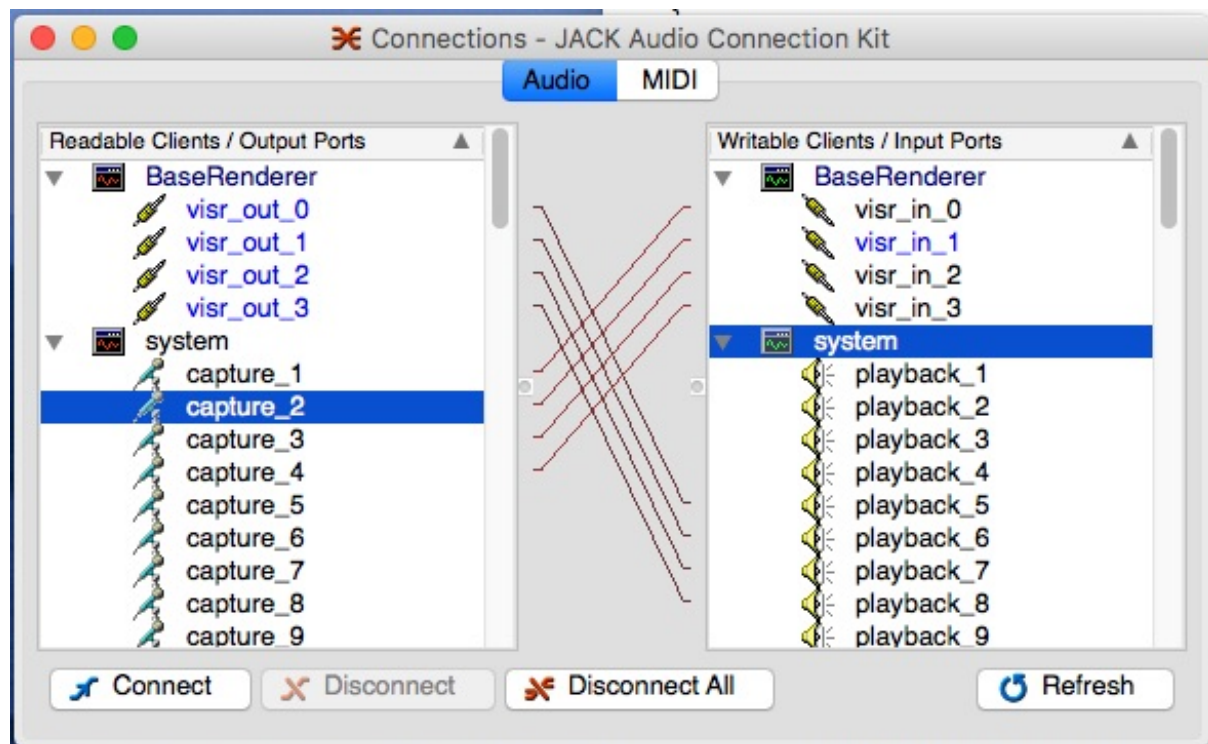 Connections - JACK Audio Connection Kit
Audio MIDI
Readable Clients / Output Ports
BaseRenderer
visr_out_0
visr_out_1
visr_out_2
visr_out_3
system
capture_1
capture_2
capture_3
capture_4
capture_5
capture_6
capture_7
capture_8
capture_9
Writable Clients / Input Ports
BaseRenderer
visr_in_0
visr_in_1
visr_in_2
visr_in_3
system
playback_1
playback_2
playback_3
playback_4
playback_5
playback_6
playback_7
playback_8
playback_9
Connect Disconnect Disconnect All Refresh